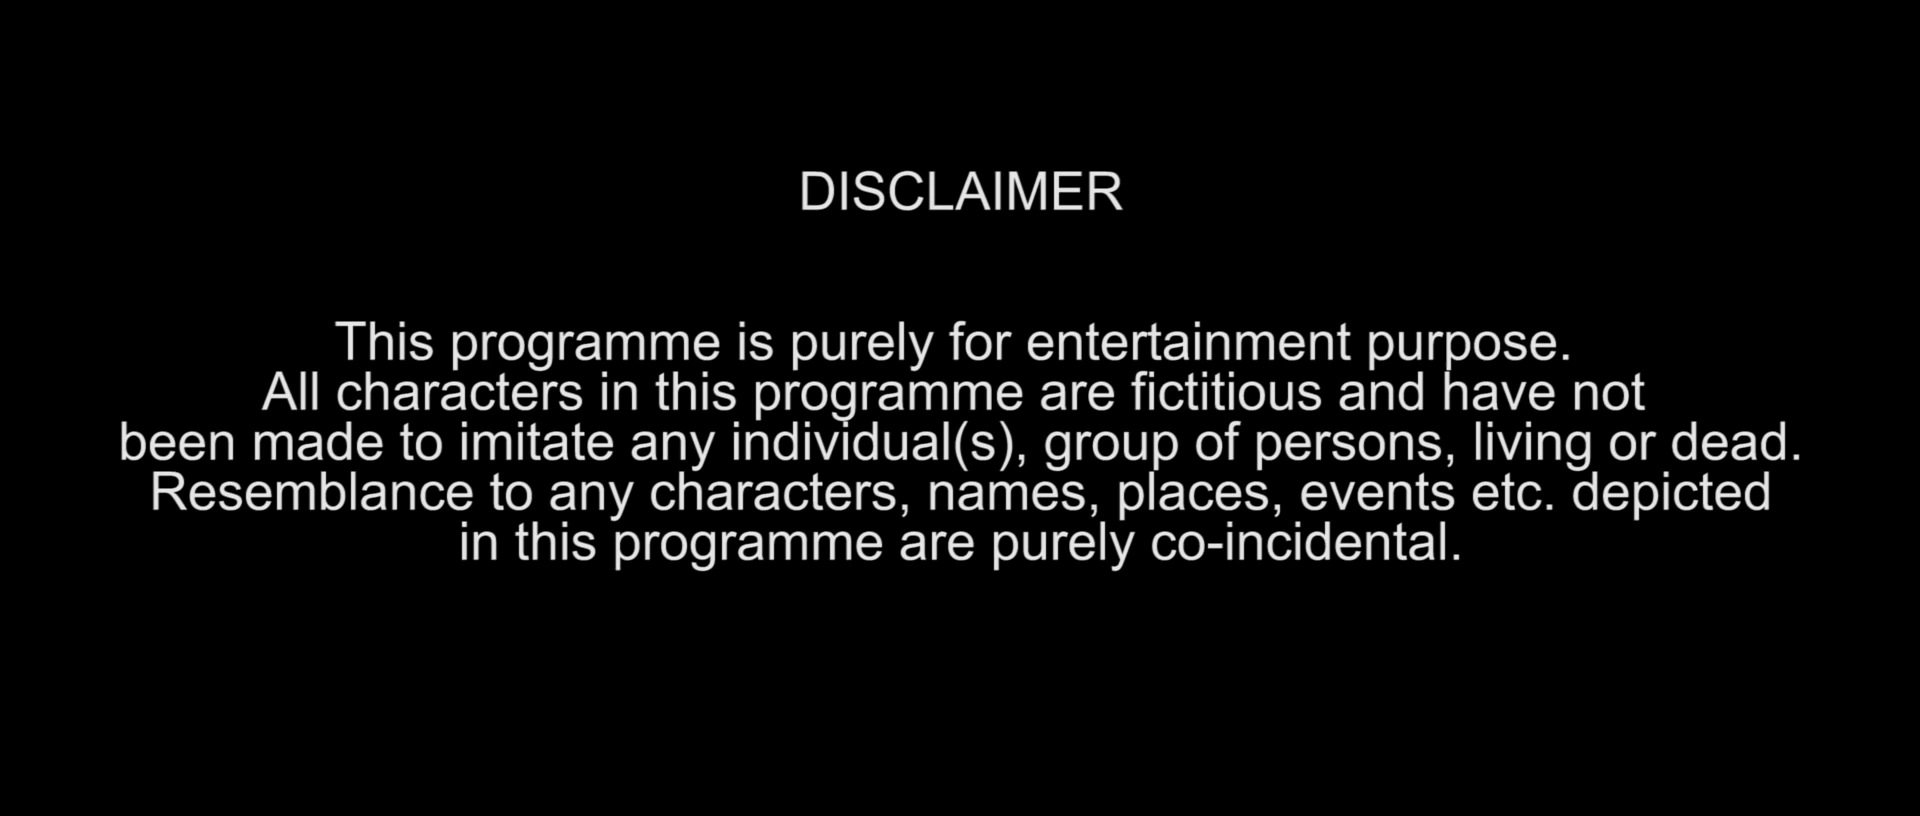 DISCLAIMER
This programme is purely for entertainment purpose.
All characters in this programme are fictitious and have not
been made to imitate any individual(s), group of persons, living or dead.
Resemblance to any characters, names, places, events etc. depicted
in this programme are purely co-incidental.